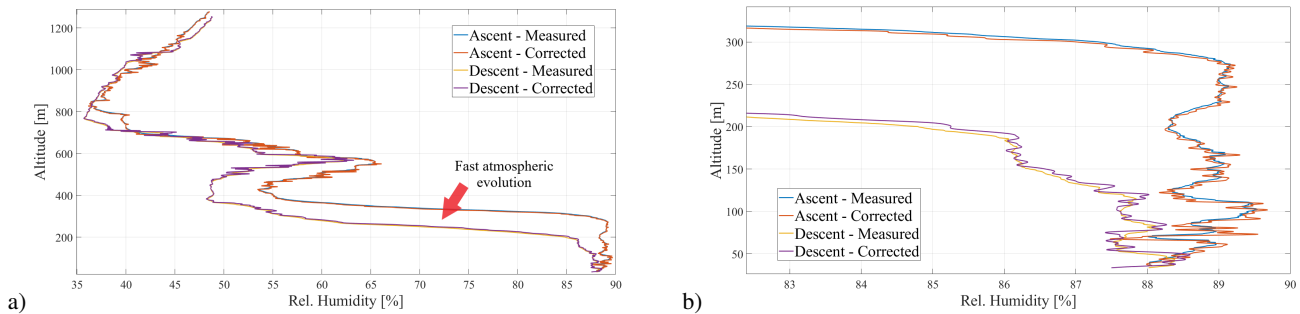 1200
1000
800
600
400
200
35 40 45 50 55 60 65 70 75 80 85 90
Altitude [m]
Rel. Humidity [%]
Ascent - Measured
Ascent - Corrected
Descent - Measured
Descent - Corrected
Fast atmospheric
evolution
a)
300
250
200
150
100
50
83 84 85 86 87 88 89 90
Altitude [m]
Rel. Humidity [%]
Ascent - Measured
Ascent - Corrected
Descent - Measured
Descent - Corrected
b)